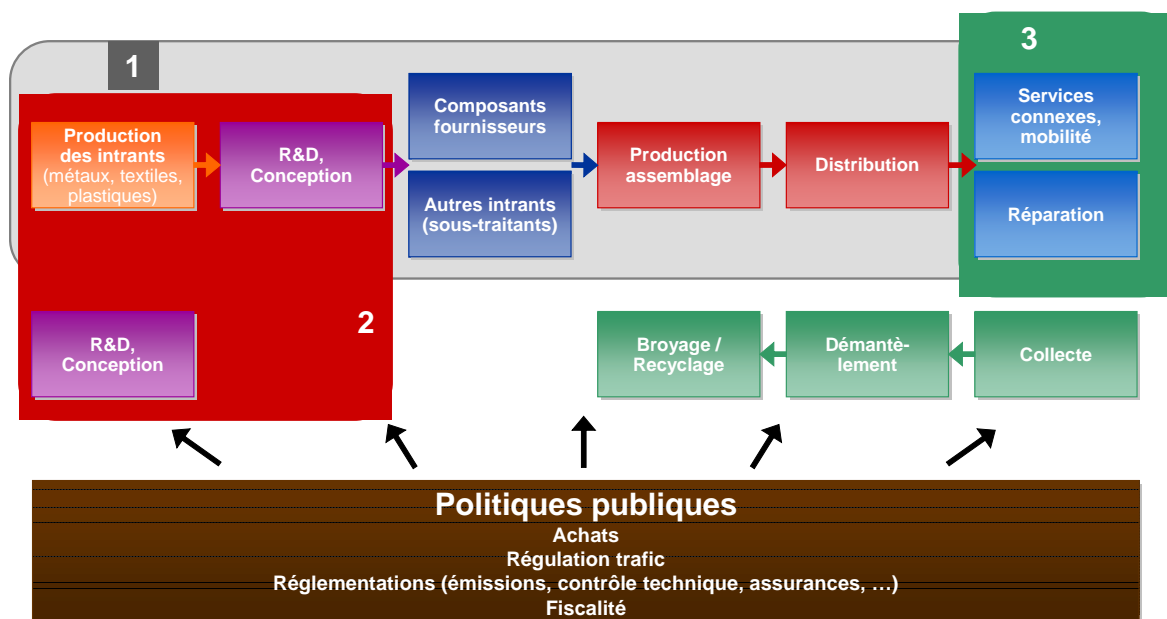 1
3
Production
des intrants
(métaux, textiles,
plastiques)
R&D,
Conception
Composants
fournisseurs
Autres intrants
(sous-traitants)
Production
assemblage
Distribution
Services
connexes,
mobilité
Réparation
2
R&D,
Conception
Broyage /
Recyclage
Démantè-
lement
Collecte
Politiques publiques
Achats
Régulation trafic
Réglementations (émissions, contrôle technique, assurances, …)
Fiscalité